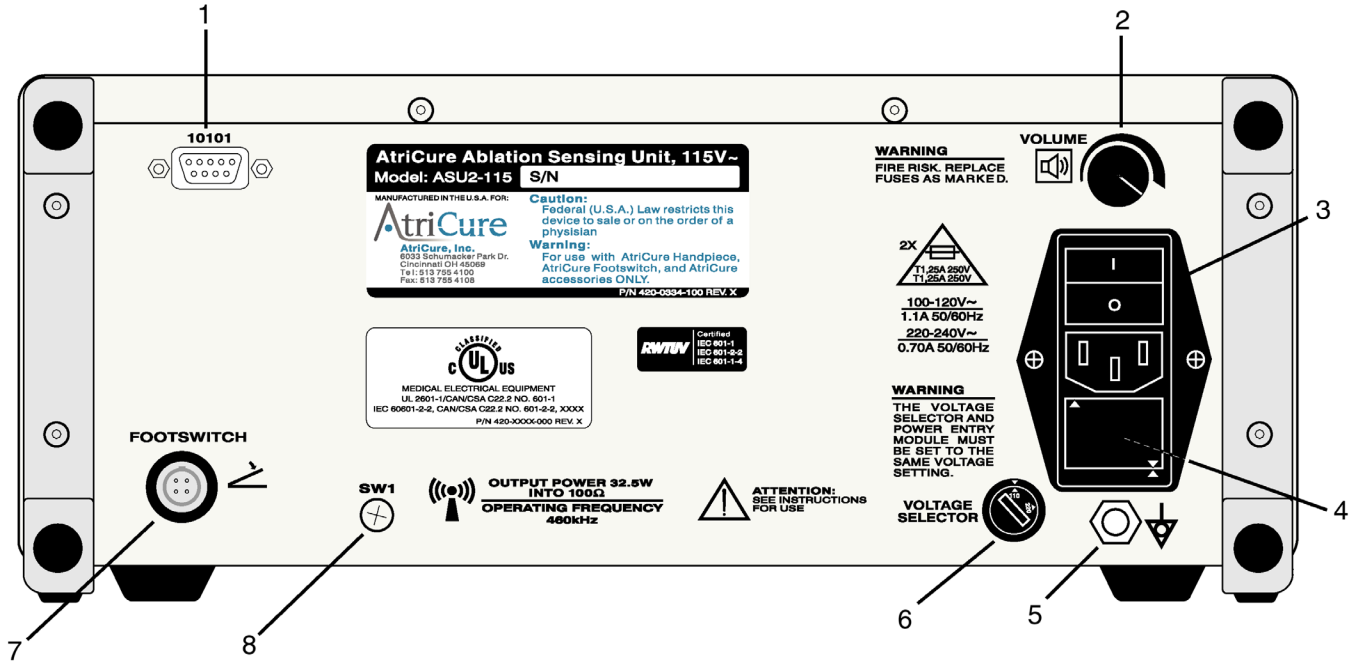 1
2
10101
VOLUME
AtriCure Ablation Sensing Unit, 115V~
Model: ASU2-115 S/N
MANUFACTURED IN THE U.S.A. FOR:
AtriCure
AtriCure, Inc.
6033 Schumacker Park Dr.
Cincinnati OH 45069
Tel: 513 755 4100
Fax: 513 755 4108
Caution:
Federal (U.S.A.) Law restricts this
device to sale or on the order of a
physisian
Warning:
For use with AtriCure Handpiece,
AtriCure Footswitch, and AtriCure
accessories ONLY.
P/N 420-0334-100 REV. X
WARNING
FIRE RISK. REPLACE
FUSES AS MARKED.
3
2X
T1,25A 250V
T1,25A 250V
100-120V~
1.1A 50/60Hz
220-240V~
0.70A 50/60Hz
I
O
CLASSIFIED
C UL US
MEDICAL ELECTRICAL EQUIPMENT
UL 2601-1/CAN/CSA C22.2 NO. 601-1
IEC 60601-2-2, CAN/CSA C22.2 NO. 601-2-2, XXXX
P/N 420-XXXX-000 REV. X
RWTUV
Certified
IEC 601-1
IEC 601-2-2
IEC 601-1-4
WARNING
THE VOLTAGE
SELECTOR AND
POWER ENTRY
MODULE MUST
BE SET TO THE
SAME VOLTAGE
SETTING.
FOOTSWITCH
SW1
OUTPUT POWER 32.5W
INTO 100Ω
OPERATING FREQUENCY
460kHz
ATTENTION:
SEE INSTRUCTIONS
FOR USE
VOLTAGE
SELECTOR
110
220
4
5
6
7
8